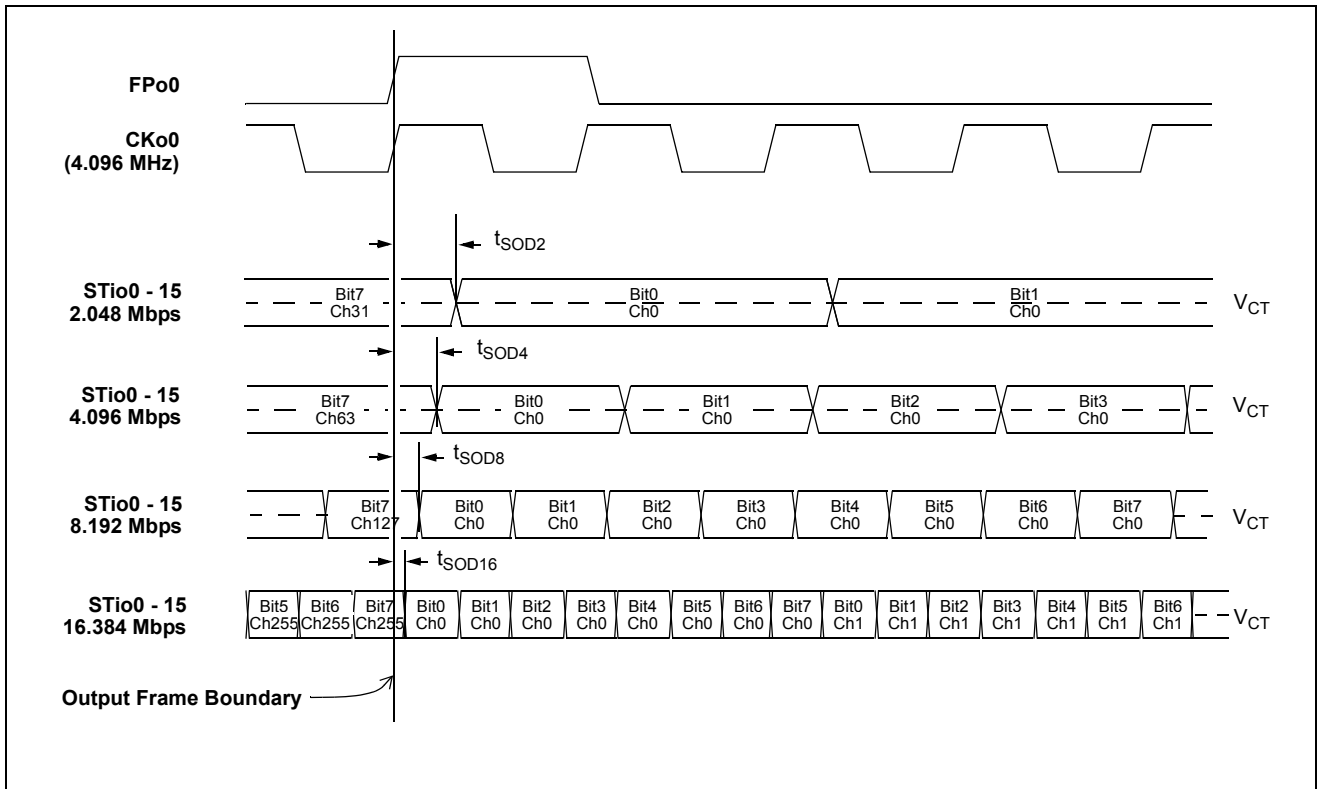 FPo0
CKo0
(4.096 MHz)
tSOD2
STio0 - 15
2.048 Mbps
Bit7
Ch31
Bit0
Ch0
Bit1
Ch0
VCT
tSOD4
STio0 - 15
4.096 Mbps
Bit7
Ch63
Bit0
Ch0
Bit1
Ch0
Bit2
Ch0
Bit3
Ch0
VCT
tSOD8
STio0 - 15
8.192 Mbps
Bit7
Ch127
Bit0
Ch0
Bit1
Ch0
Bit2
Ch0
Bit3
Ch0
Bit4
Ch0
Bit5
Ch0
Bit6
Ch0
Bit7
Ch0
VCT
tSOD16
STio0 - 15
16.384 Mbps
Bit5
Ch255
Bit6
Ch255
Bit7
Ch255
Bit0
Ch0
Bit1
Ch0
Bit2
Ch0
Bit3
Ch0
Bit4
Ch0
Bit5
Ch0
Bit6
Ch0
Bit7
Ch0
Bit0
Ch1
Bit1
Ch1
Bit2
Ch1
Bit3
Ch1
Bit4
Ch1
Bit5
Ch1
Bit6
Ch1
VCT
Output Frame Boundary